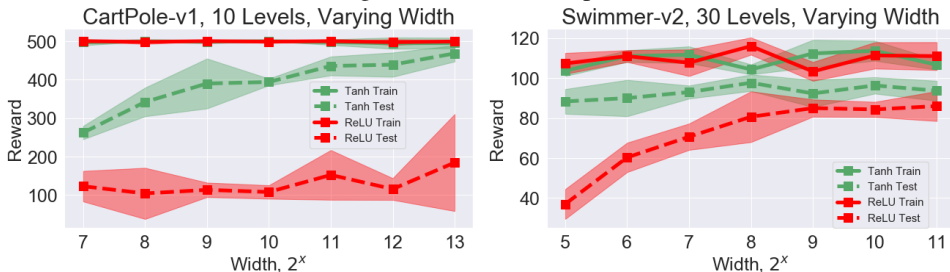 CartPole-v1, 10 Levels, Varying Width
500
400
300
200
100
Reward
Tanh Train
Tanh Test
ReLU Train
ReLU Test
7 8 9 10 11 12 13
Width, 2^x
Swimmer-v2, 30 Levels, Varying Width
120
100
80
60
40
Reward
Tanh Train
Tanh Test
ReLU Train
ReLU Test
5 6 7 8 9 10 11
Width, 2^x